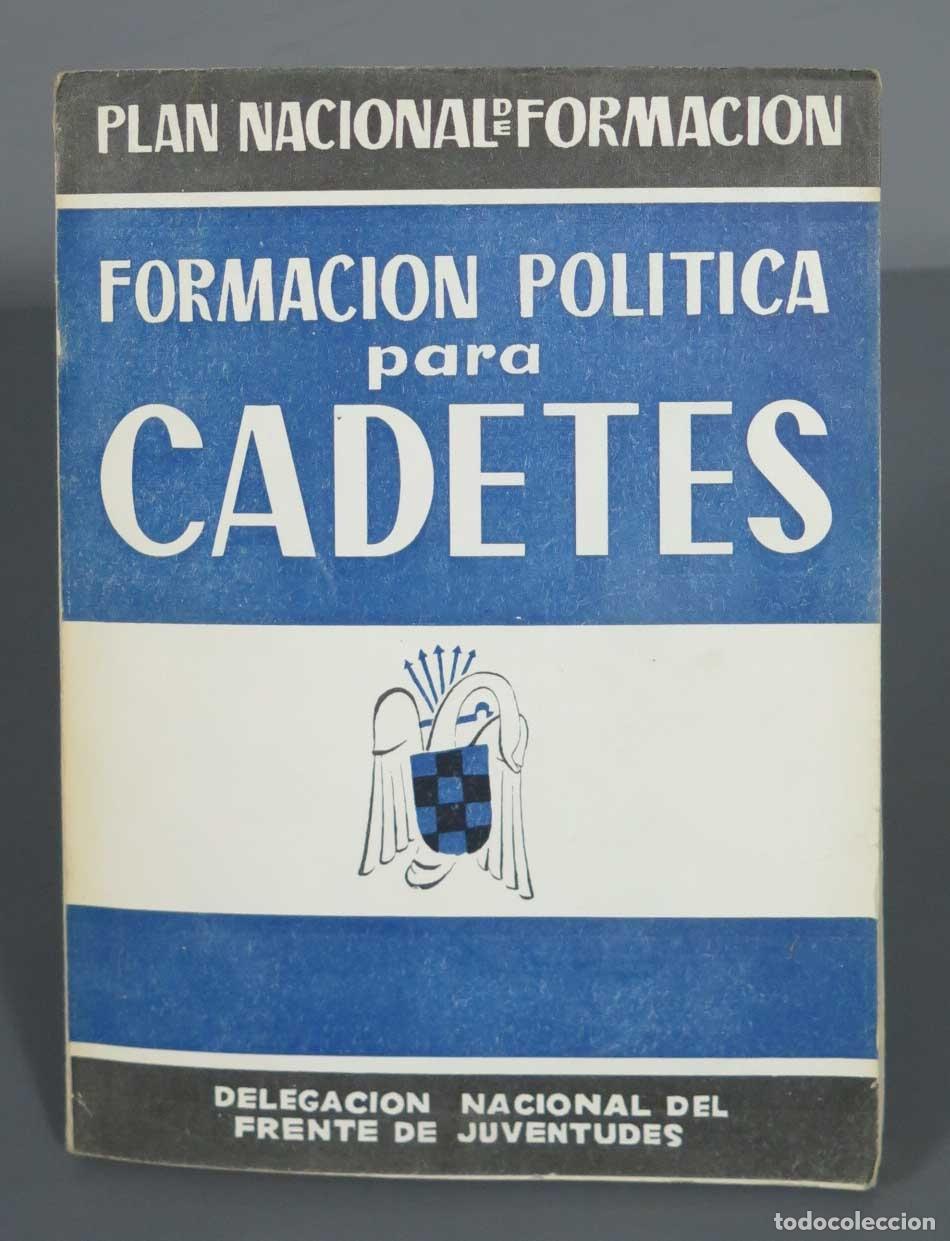 PLAN NACIONAL DE FORMACION
FORMACION POLITICA
para
CADETES
DELEGACION NACIONAL DEL
FRENTE DE JUVENTUDES
todocoleccion